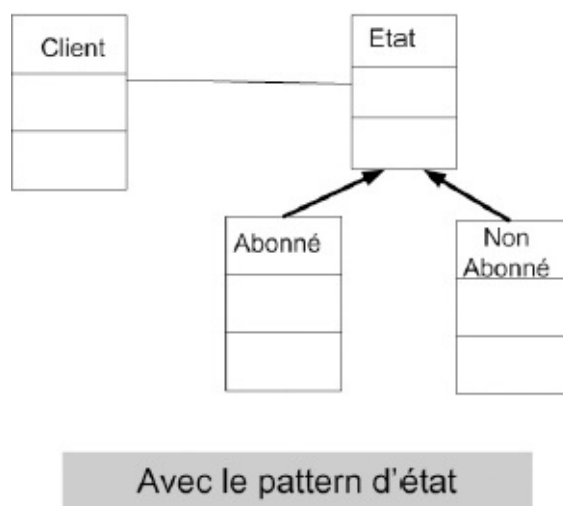 Client
Etat
Abonné
Non
Abonné
Avec le pattern d'état